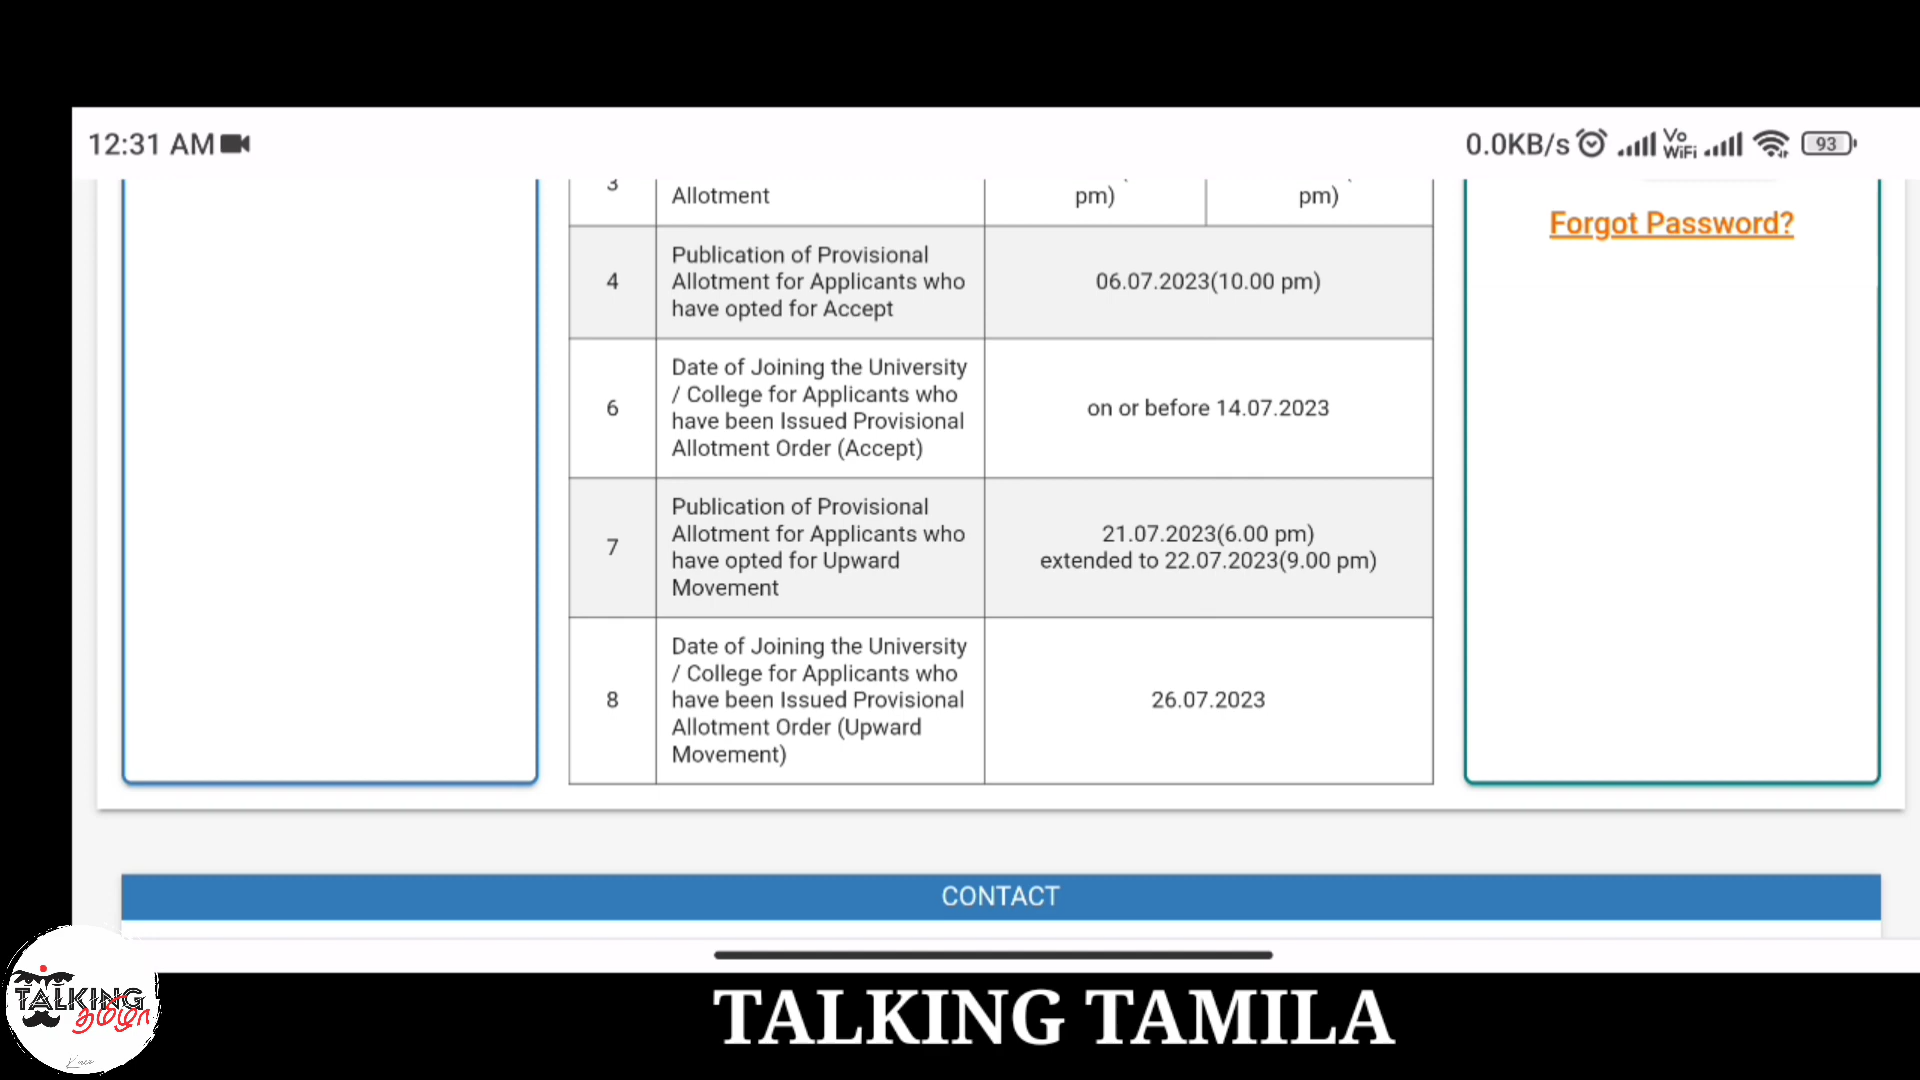 12:31 AM
0.0KB/s
Vo
WiFi
93
3
Allotment
pm)
pm)
Forgot Password?
4
Publication of Provisional
Allotment for Applicants who
have opted for Accept
06.07.2023(10.00 pm)
6
Date of Joining the University
/ College for Applicants who
have been Issued Provisional
Allotment Order (Accept)
on or before 14.07.2023
7
Publication of Provisional
Allotment for Applicants who
have opted for Upward
Movement
21.07.2023(6.00 pm)
extended to 22.07.2023(9.00 pm)
8
Date of Joining the University
/ College for Applicants who
have been Issued Provisional
Allotment Order (Upward
Movement)
26.07.2023
CONTACT
TALKING
தமிழா
TALKING TAMILA